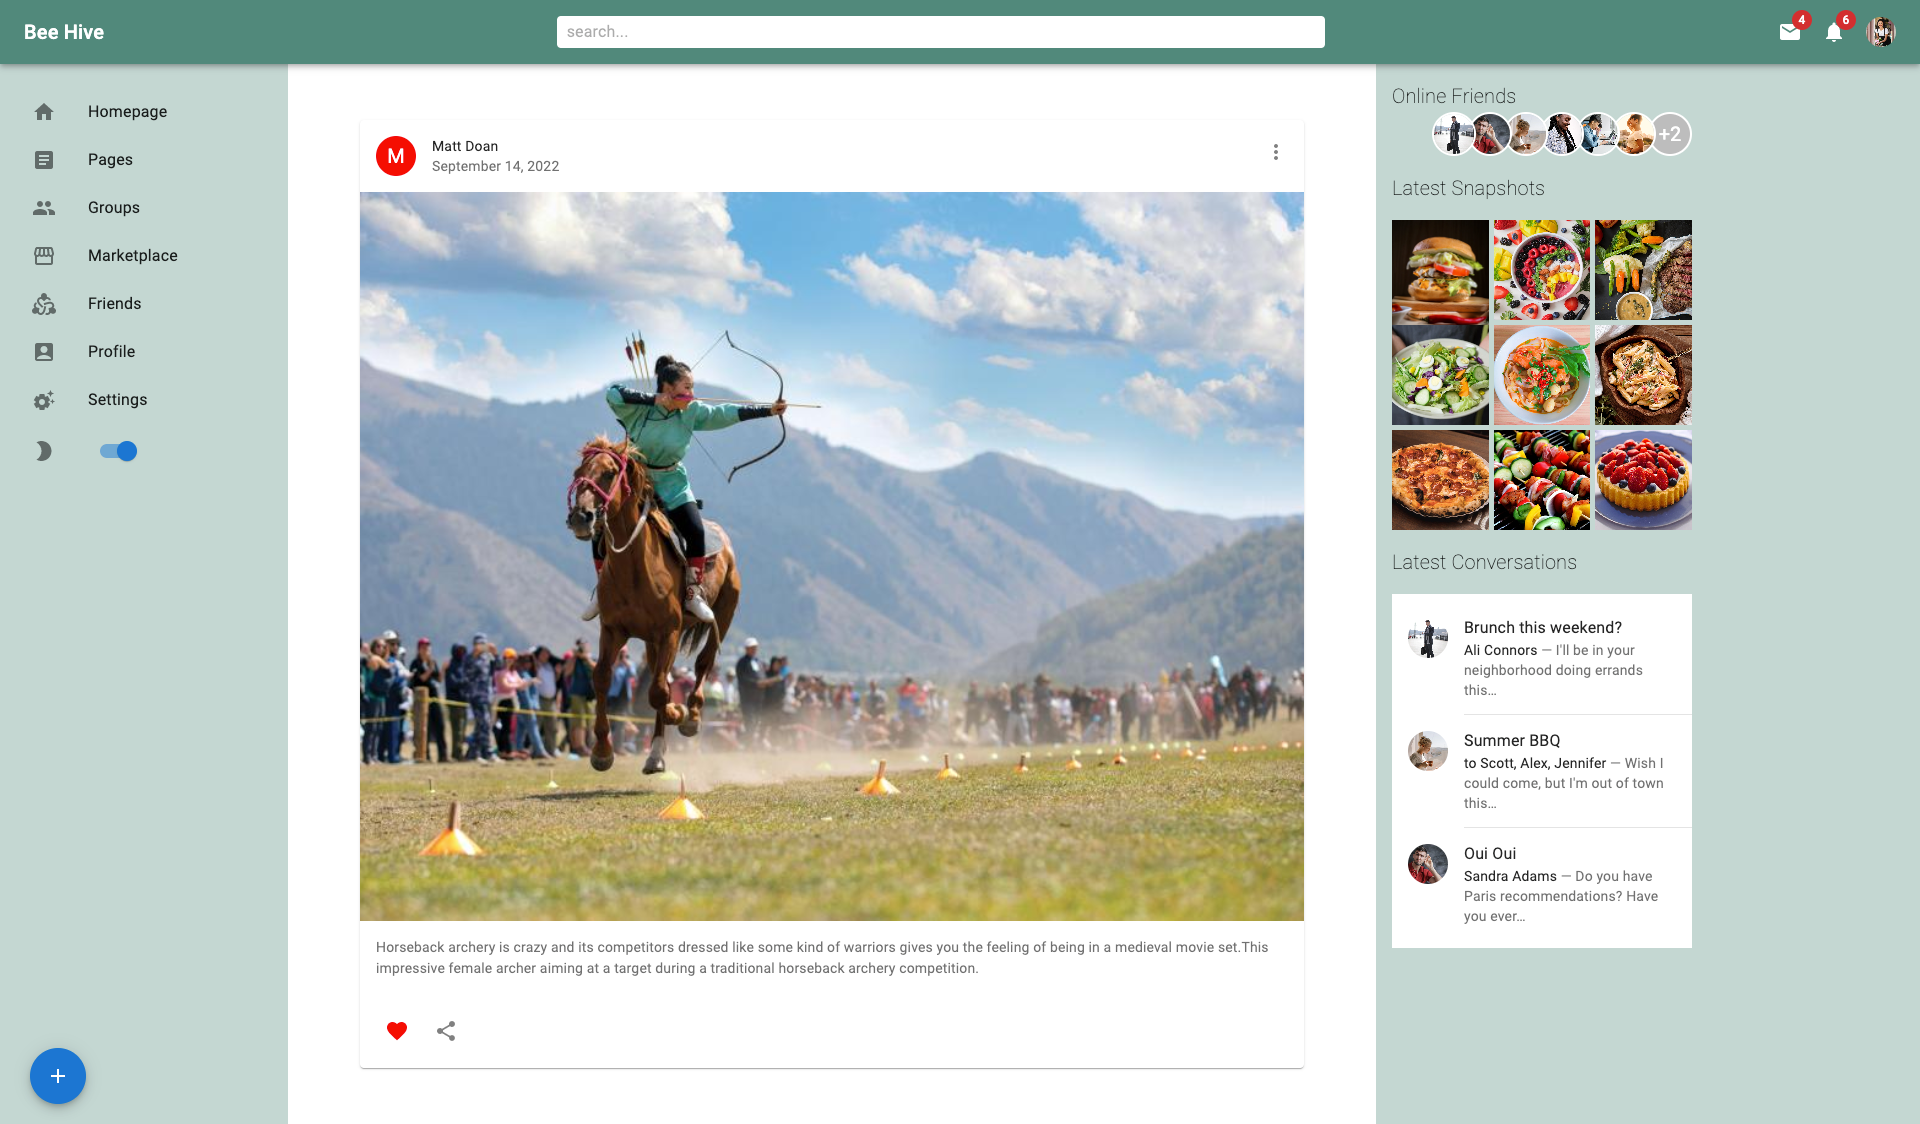 Bee Hive
search...
4
6
Homepage
Pages
Groups
Marketplace
Friends
Profile
Settings
M
Matt Doan
September 14, 2022
Horseback archery is crazy and its competitors dressed like some kind of warriors gives you the feeling of being in a medieval movie set.This
impressive female archer aiming at a target during a traditional horseback archery competition.
Online Friends
+2
Latest Snapshots
Latest Conversations
Brunch this weekend?
Ali Connors — I'll be in your
neighborhood doing errands
this…
Summer BBQ
to Scott, Alex, Jennifer — Wish I
could come, but I'm out of town
this…
Oui Oui
Sandra Adams — Do you have
Paris recommendations? Have
you ever…